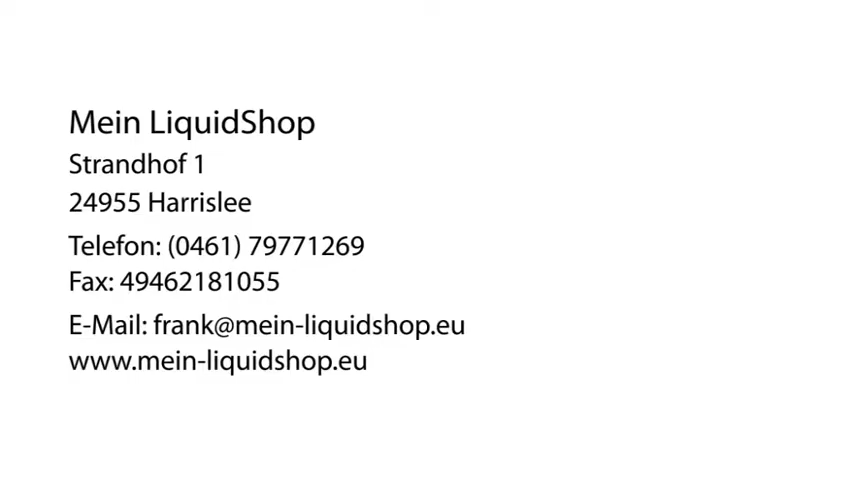 Mein LiquidShop
Strandhof 1
24955 Harrislee
Telefon: (0461) 79771269
Fax: 49462181055
E-Mail: frank@mein-liquidshop.eu
www.mein-liquidshop.eu